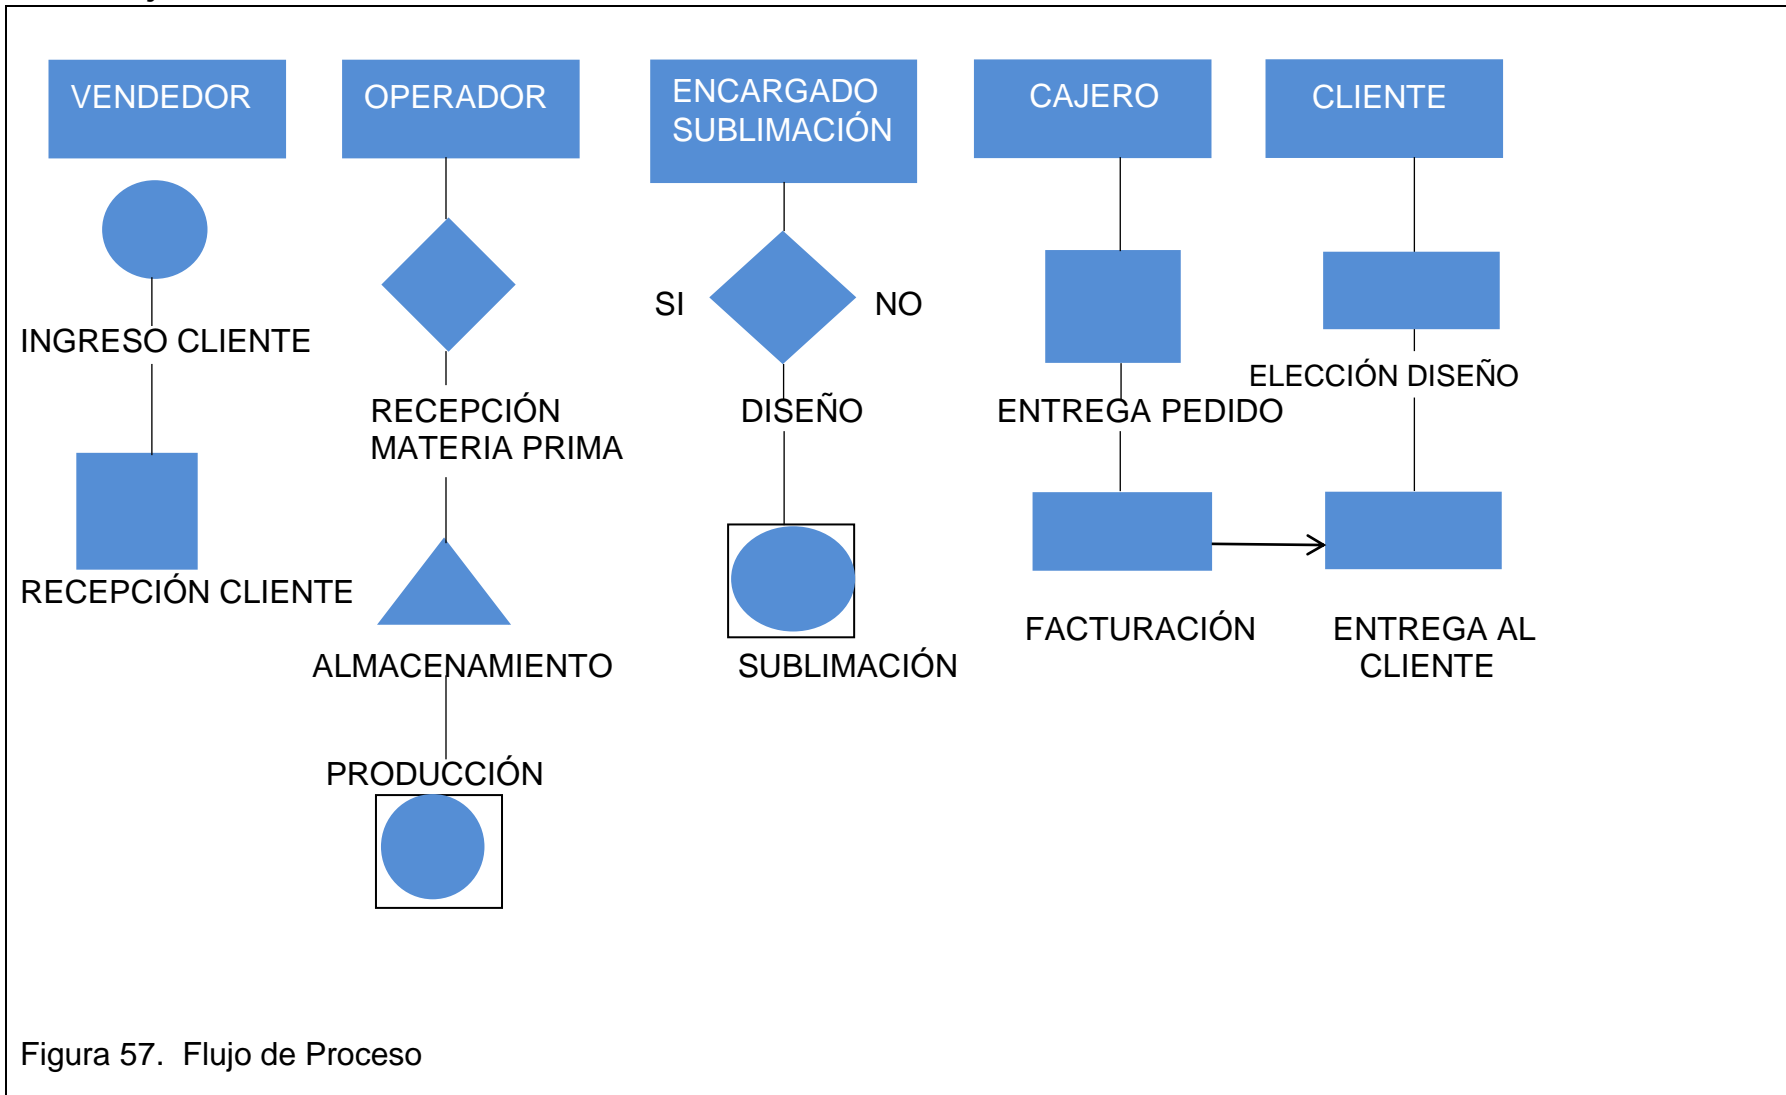 VENDEDOR
OPERADOR
ENCARGADO
SUBLIMACIÓN
CAJERO
CLIENTE
INGRESO CLIENTE
RECEPCIÓN CLIENTE
RECEPCIÓN
MATERIA PRIMA
ALMACENAMIENTO
PRODUCCIÓN
SI
NO
DISEÑO
SUBLIMACIÓN
ENTREGA PEDIDO
FACTURACIÓN
ELECCIÓN DISEÑO
ENTREGA AL
CLIENTE
Figura 57. Flujo de Proceso